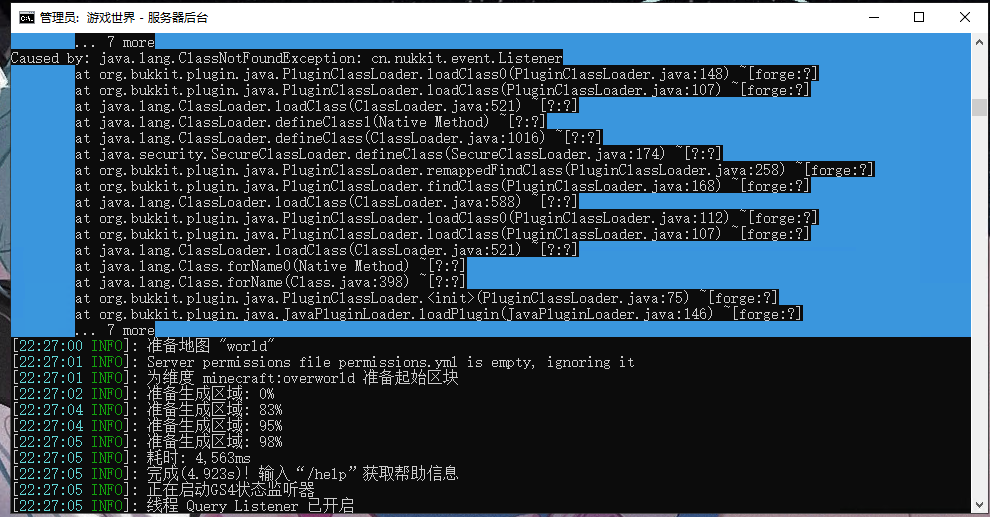 管理员: 游戏世界 - 服务器后台
... 7 more
Caused by: java.lang.ClassNotFoundException: cn.nukkit.event.Listener
at org.bukkit.plugin.java.PluginClassLoader.loadClass0(PluginClassLoader.java:148) ~[forge:?]
at org.bukkit.plugin.java.PluginClassLoader.loadClass(PluginClassLoader.java:107) ~[forge:?]
at java.lang.ClassLoader.loadClass(ClassLoader.java:521) ~[?:?]
at java.lang.ClassLoader.defineClass1(Native Method) ~[?:?]
at java.lang.ClassLoader.defineClass(ClassLoader.java:1016) ~[?:?]
at java.security.SecureClassLoader.defineClass(SecureClassLoader.java:174) ~[?:?]
at org.bukkit.plugin.java.PluginClassLoader.remappedFindClass(PluginClassLoader.java:258) ~[forge:?]
at org.bukkit.plugin.java.PluginClassLoader.findClass(PluginClassLoader.java:168) ~[forge:?]
at java.lang.ClassLoader.loadClass(ClassLoader.java:588) ~[?:?]
at org.bukkit.plugin.java.PluginClassLoader.loadClass0(PluginClassLoader.java:112) ~[forge:?]
at org.bukkit.plugin.java.PluginClassLoader.loadClass(PluginClassLoader.java:107) ~[forge:?]
at java.lang.ClassLoader.loadClass(ClassLoader.java:521) ~[?:?]
at java.lang.Class.forName0(Native Method) ~[?:?]
at java.lang.Class.forName(Class.java:398) ~[?:?]
at org.bukkit.plugin.java.PluginClassLoader.<init>(PluginClassLoader.java:75) ~[forge:?]
at org.bukkit.plugin.java.JavaPluginLoader.loadPlugin(JavaPluginLoader.java:146) ~[forge:?]
... 7 more
[22:27:00 INFO]: 准备地图 "world"
[22:27:01 INFO]: Server permissions file permissions.yml is empty, ignoring it
[22:27:01 INFO]: 为维度 minecraft:overworld 准备起始区块
[22:27:02 INFO]: 准备生成区域: 0%
[22:27:04 INFO]: 准备生成区域: 83%
[22:27:04 INFO]: 准备生成区域: 95%
[22:27:05 INFO]: 准备生成区域: 98%
[22:27:05 INFO]: 耗时: 4,563ms
[22:27:05 INFO]: 完成(4.923s)! 输入“/help”获取帮助信息
[22:27:05 INFO]: 正在启动GS4状态监听器
[22:27:05 INFO]: 线程 Query Listener 已开启